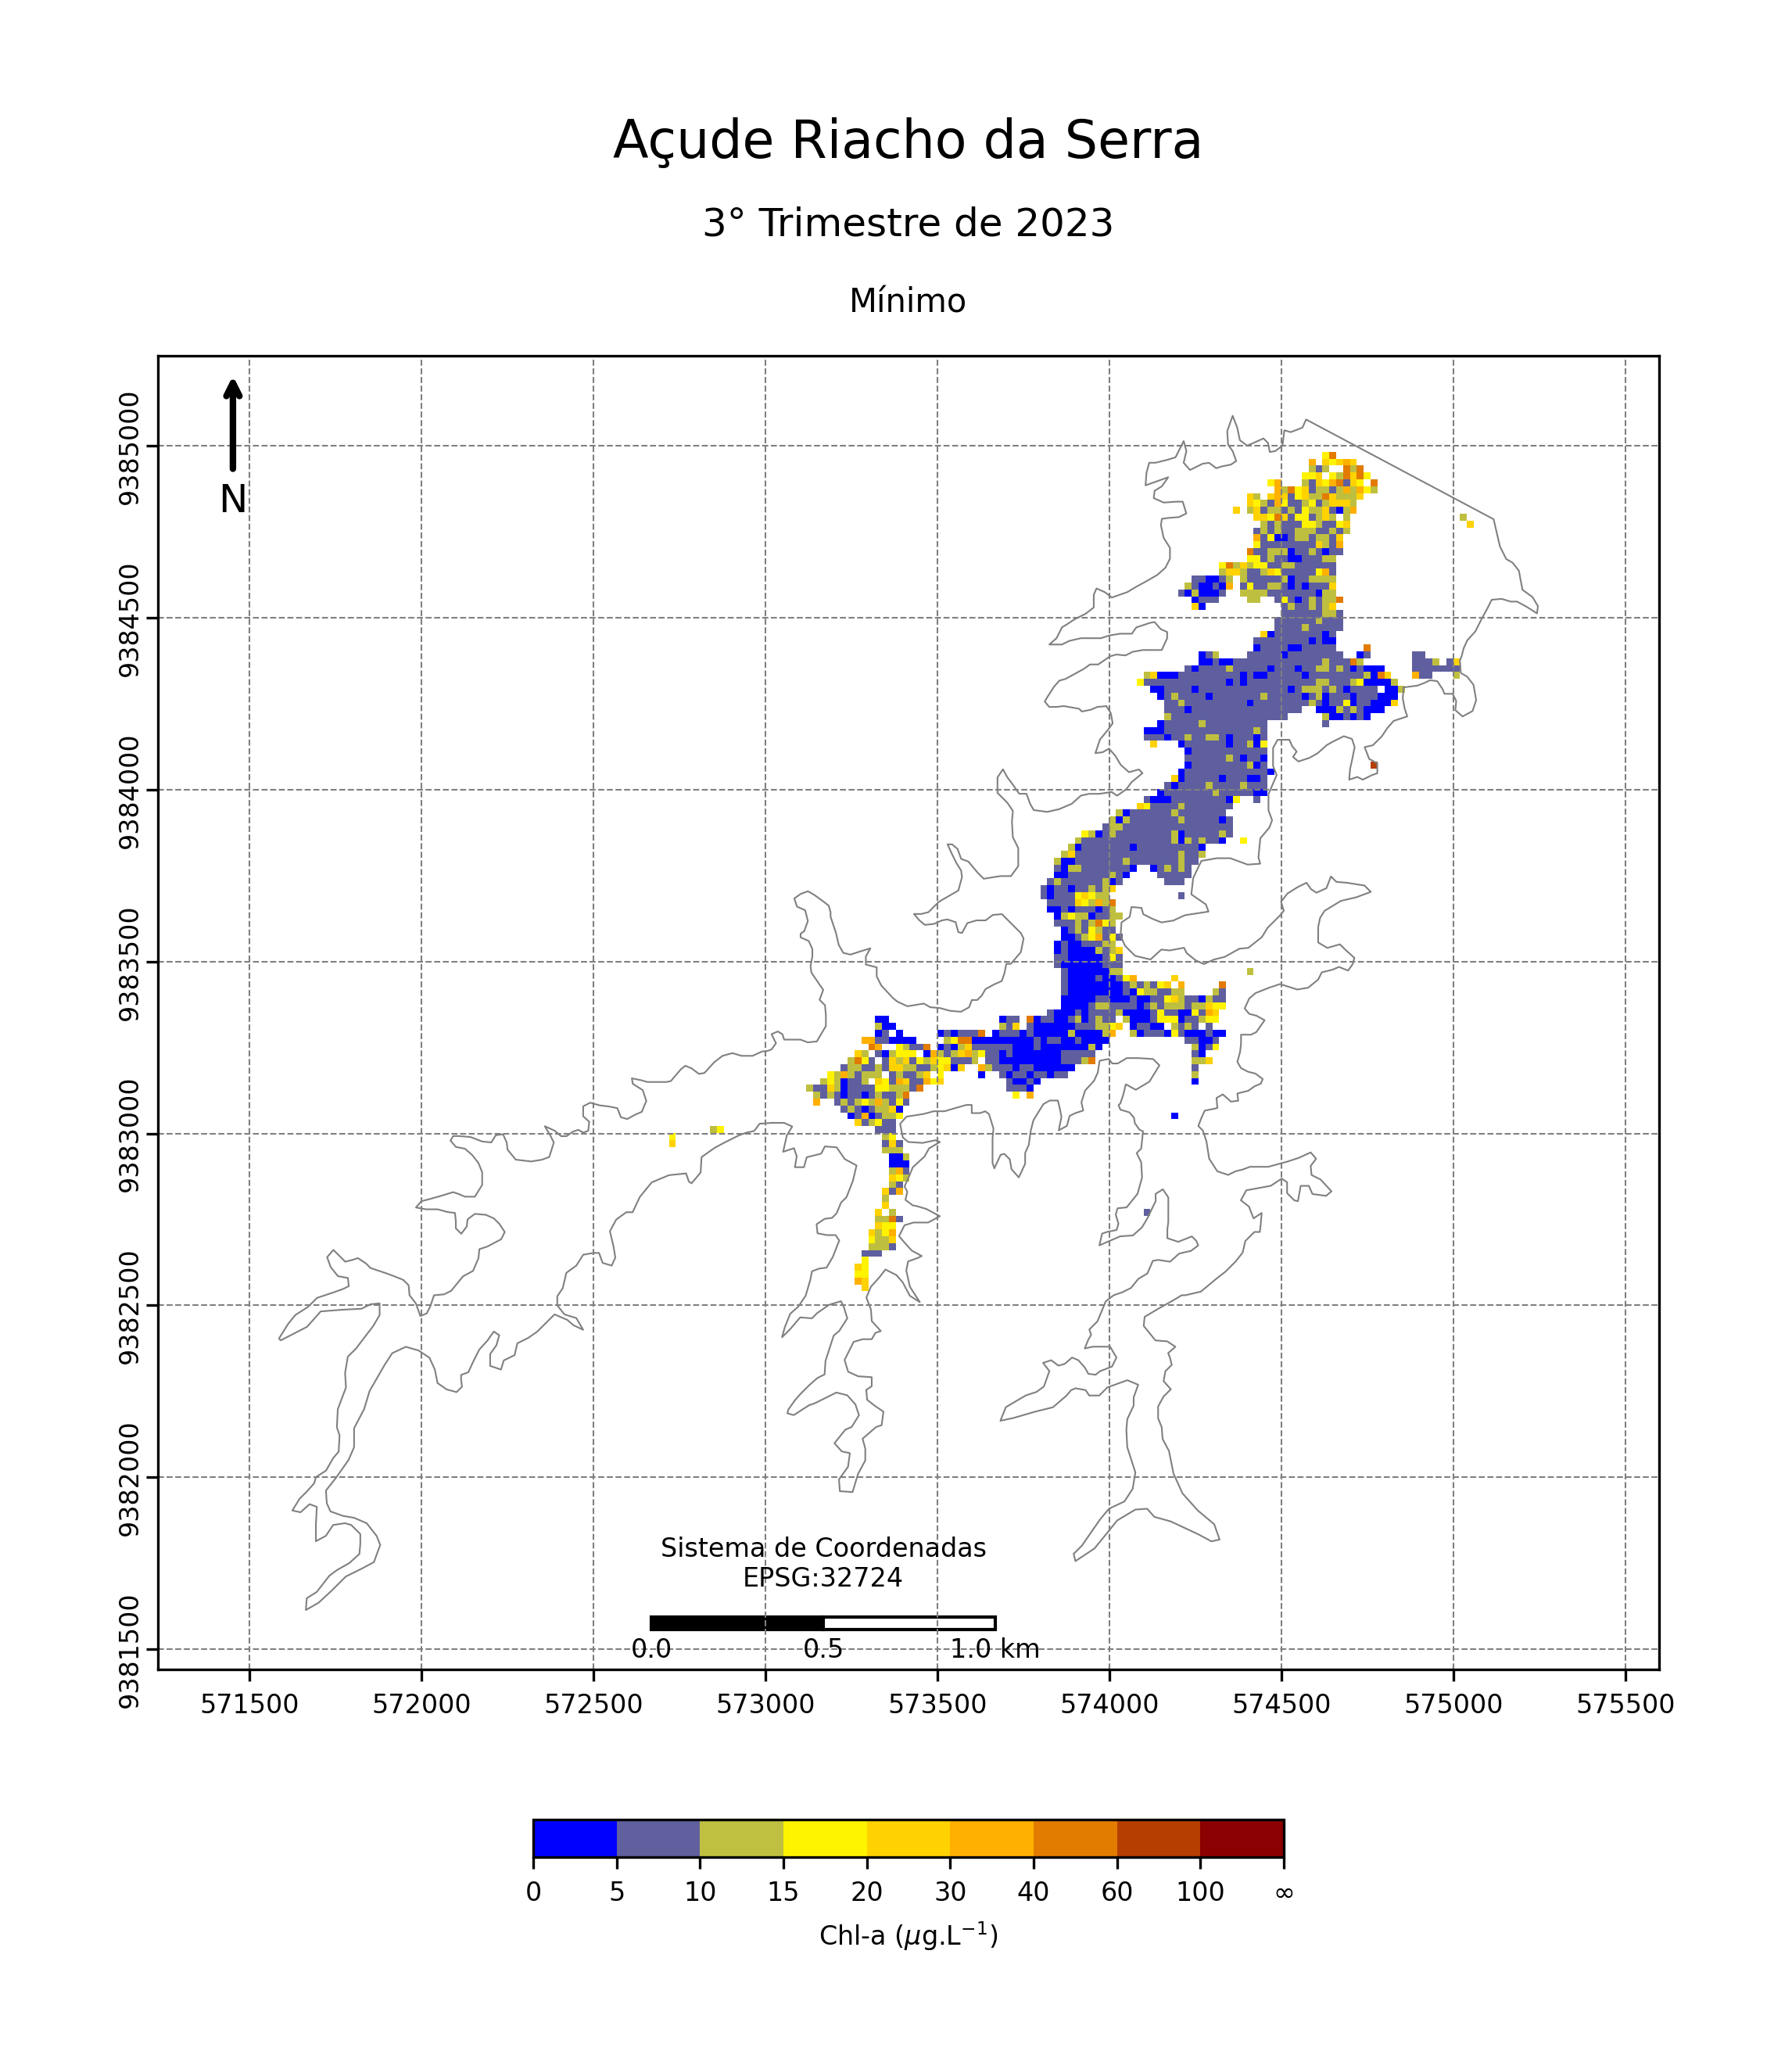 Açude Riacho da Serra
3° Trimestre de 2023
Mínimo
N
9385000
9384500
9384000
9383500
9383000
9382500
9382000
9381500
Sistema de Coordenadas
EPSG:32724
0.0 0.5 1.0 km
571500 572000 572500 573000 573500 574000 574500 575000 575500
0 5 10 15 20 30 40 60 100 ∞
Chl-a (μg.L⁻¹)